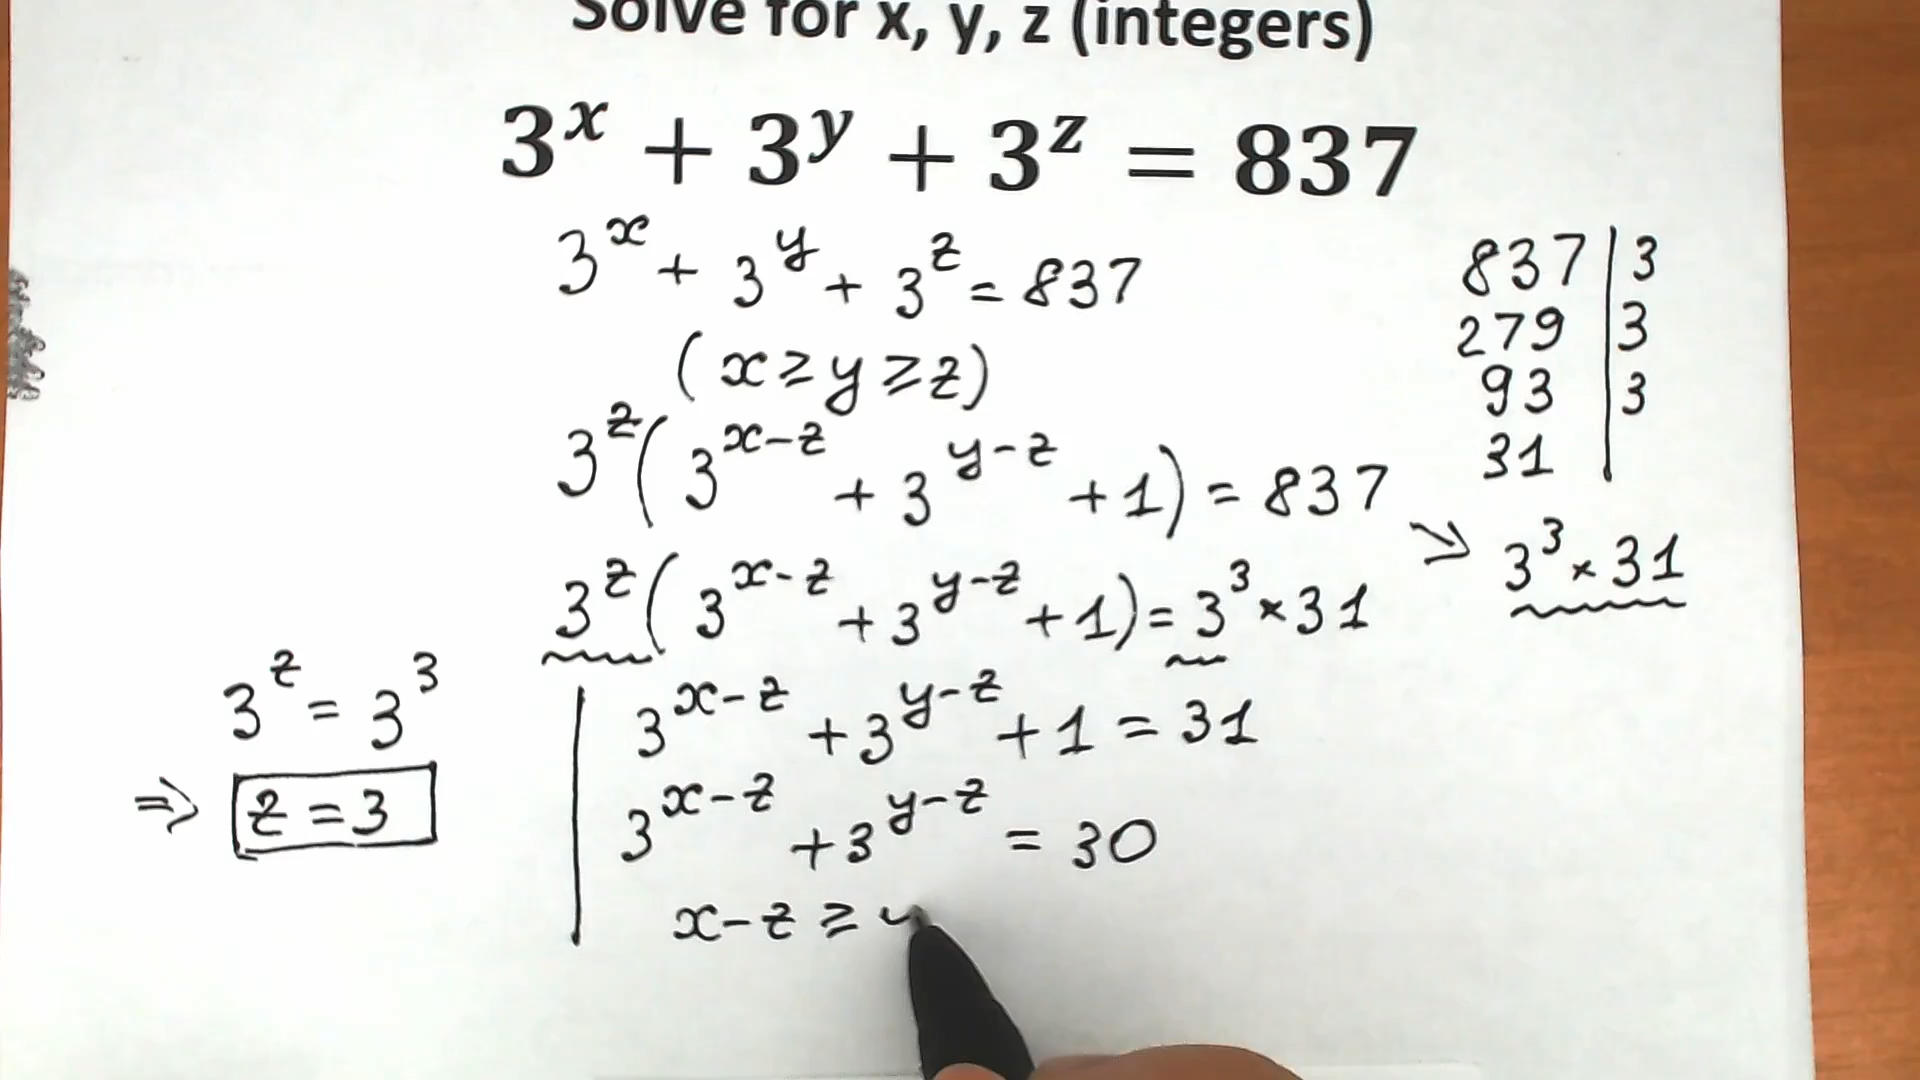 Solve for x, y, z (integers)
3^x + 3^y + 3^z = 837
3^x + 3^y + 3^z = 837
(x ≥ y ≥ z)
3^z (3^{x-z} + 3^{y-z} + 1) = 837
3^z (3^{x-z} + 3^{y-z} + 1) = 3^3 × 31
3^{x-z} + 3^{y-z} + 1 = 31
3^{x-z} + 3^{y-z} = 30
x - z ≥ y
3^z = 3^3
⇒ z = 3
837 | 3
279 | 3
93 | 3
31 |
⇒ 3^3 × 31